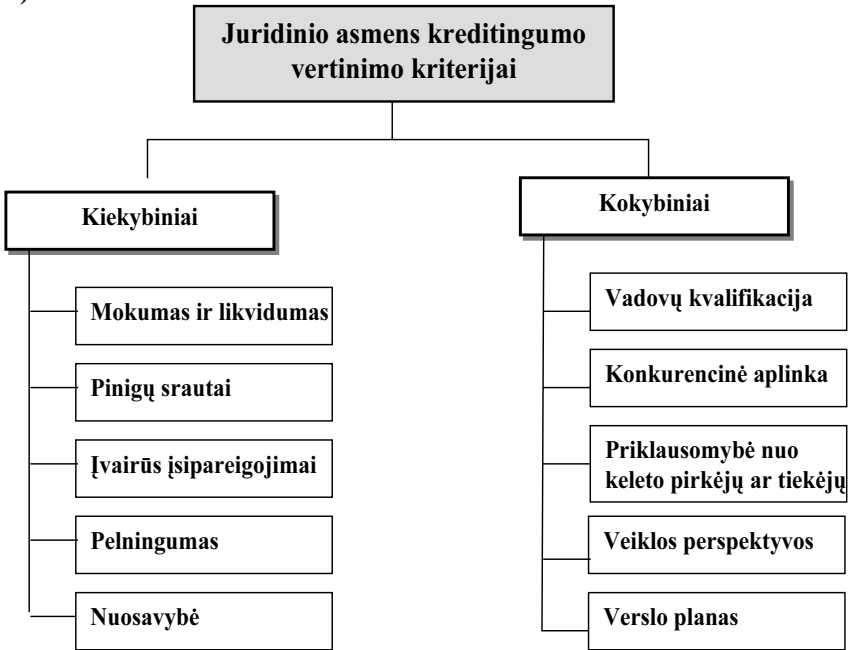 )
Juridinio asmens kreditingumo
vertinimo kriterijai
Kiekybiniai
Mokumas ir likvidumas
Pinigų srautai
Įvairūs įsipareigojimai
Pelningumas
Nuosavybė
Kokybiniai
Vadovų kvalifikacija
Konkurencinė aplinka
Priklausomybė nuo
keleto pirkėjų ar tiekėjų
Veiklos perspektyvos
Verslo planas